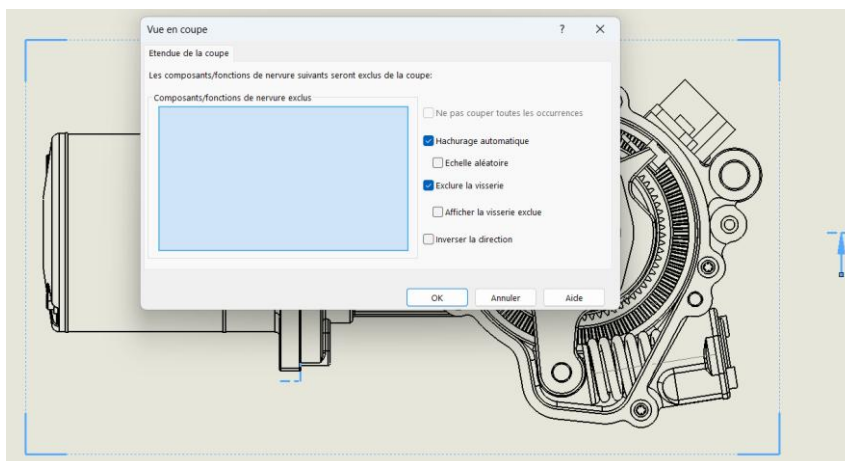 Vue en coupe
?
Etendue de la coupe
Les composants/fonctions de nervure suivants seront exclus de la coupe:
Composants/fonctions de nervure exclus
Ne pas couper toutes les occurrences
Hachurage automatique
Echelle aléatoire
Exclure la visserie
Afficher la visserie exclue
Inverser la direction
OK Annuler Aide